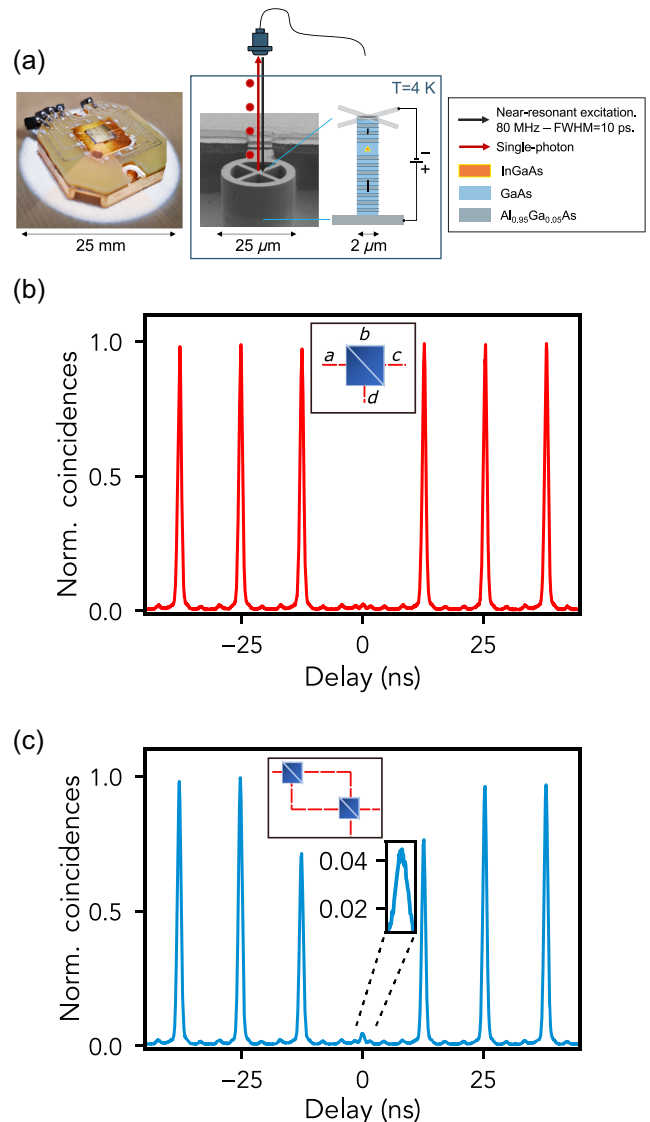 (a)
T=4 K
− +
25 mm
25 μm
2 μm
Near-resonant excitation.
80 MHz – FWHM=10 ps.
Single-photon
InGaAs
GaAs
Al0.95Ga0.05As
(b)
Norm. coincidences
1.0
0.5
0.0
a
b
c
d
−25
0
25
Delay (ns)
(c)
Norm. coincidences
1.0
0.5
0.0
0.04
0.02
−25
0
25
Delay (ns)